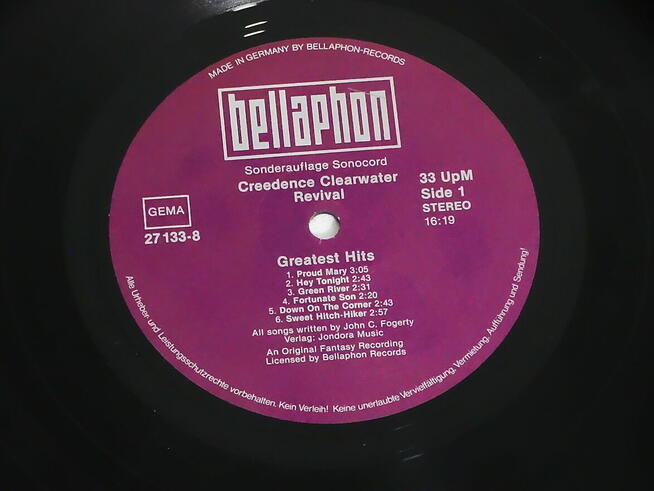 MADE IN GERMANY BY BELLAPHON-RECORDS
bellaphon
Sonderauflage Sonocord
Creedence Clearwater
Revival
33 UpM
Side 1
STEREO
16:19
GEMA
27 133-8
Greatest Hits
1. Proud Mary 3:05
2. Hey Tonight 2:43
3. Green River 2:31
4. Fortunate Son 2:20
5. Down On The Corner 2:43
6. Sweet Hitch-Hiker 2:57
All songs written by John C. Fogerty
Verlag: Jondora Music
An Original Fantasy Recording
Licensed by Bellaphon Records
Alle Urheber- und Leistungsschutzrechte vorbehalten. Kein Verleih! Keine unerlaubte Vervielfältigung, Vermietung, Aufführung und Sendung!